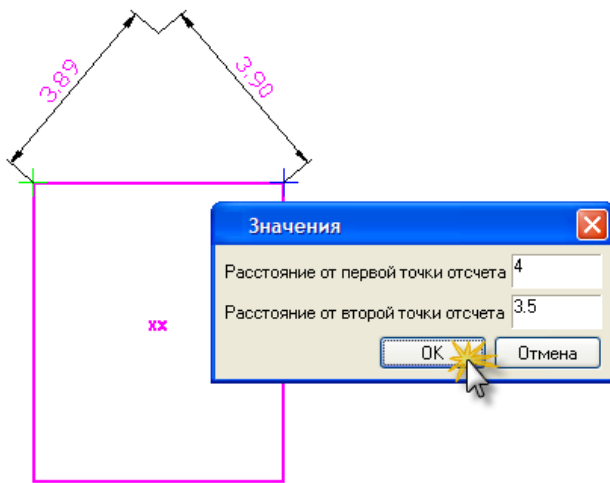 3,89
3,90
Значения
Расстояние от первой точки отсчета 4
Расстояние от второй точки отсчета 3.5
xx
OK Отмена